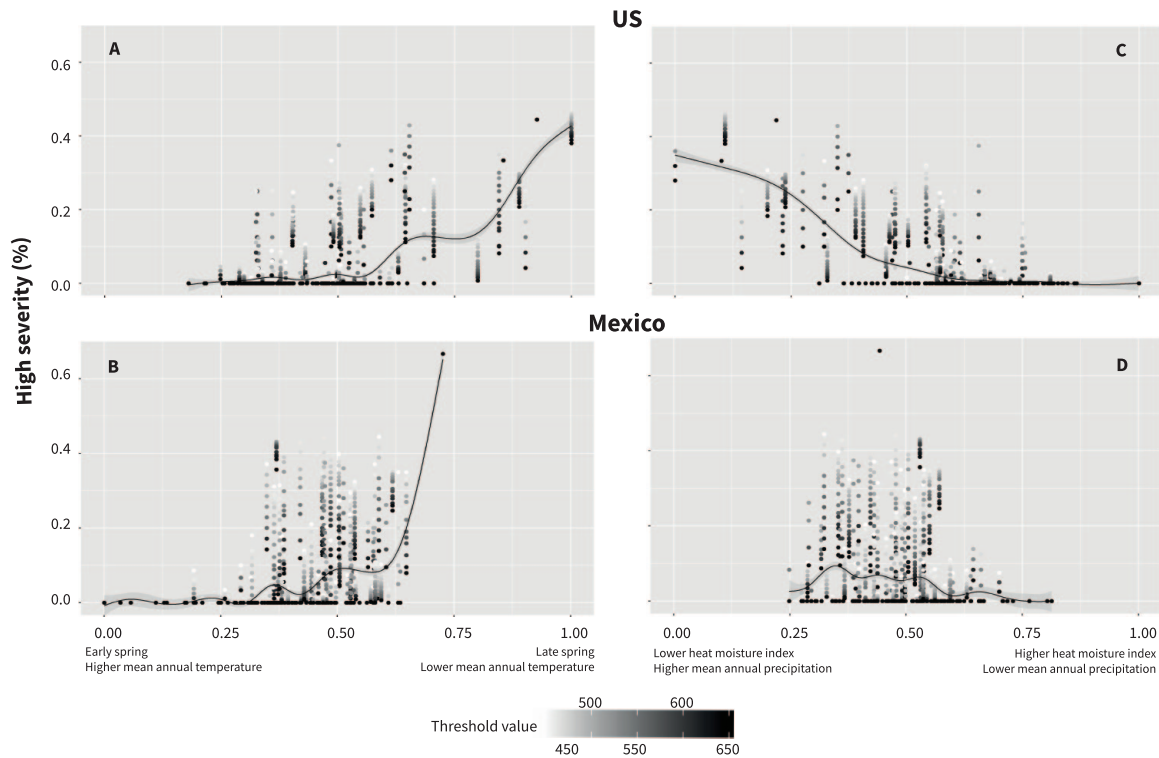 US
A
C
0.6
0.4
0.2
0.0
High severity (%)
Mexico
B
D
0.6
0.4
0.2
0.0
0.00 0.25 0.50 0.75 1.00
0.00 0.25 0.50 0.75 1.00
Early spring
Higher mean annual temperature
Late spring
Lower mean annual temperature
Lower heat moisture index
Higher mean annual precipitation
Higher heat moisture index
Lower mean annual precipitation
500 600
Threshold value
450 550 650